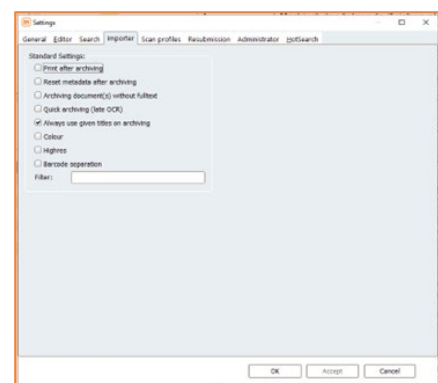 Settings
General Editor Search Importer Scan profiles Resubmission Administrator HotSearch
Standard Settings:
Print after archiving
Reset metadata after archiving
Archiving document(s) without fulltext
Quick archiving (late OCR)
Always use given titles on archiving
Colour
Highres
Barcode seperation
Filter:
OK Accept Cancel